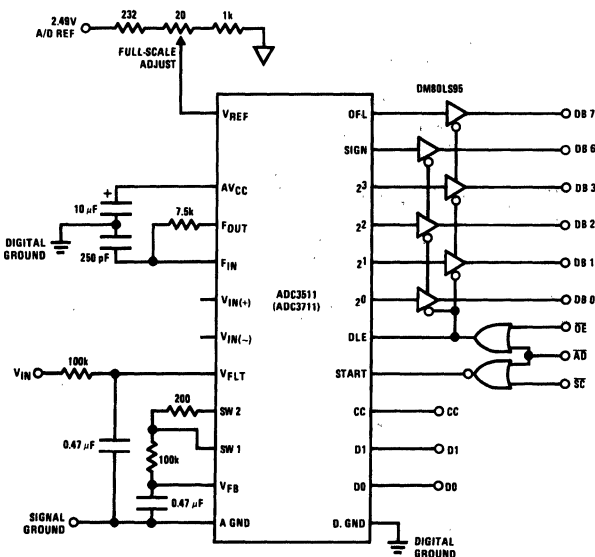 2.49V
A/D REF
232
20
1k
FULL-SCALE
ADJUST
DM80LS95
VREF
OFL
DB 7
SIGN
DB 6
AVCC
2³
DB 3
10 μF
7.5k
FOUT
2²
DB 2
DIGITAL
GROUND
250 pF
FIN
2¹
DB 1
ADC3511
(ADC3711)
VIN(+)
2⁰
DB 0
VIN(−)
DLE
OE
AD
VIN
100k
VFLT
START
SC
200
SW 2
CC
CC
0.47 μF
SW 1
D1
D1
100k
VFB
D0
D0
0.47 μF
SIGNAL
GROUND
A GND
D. GND
DIGITAL
GROUND